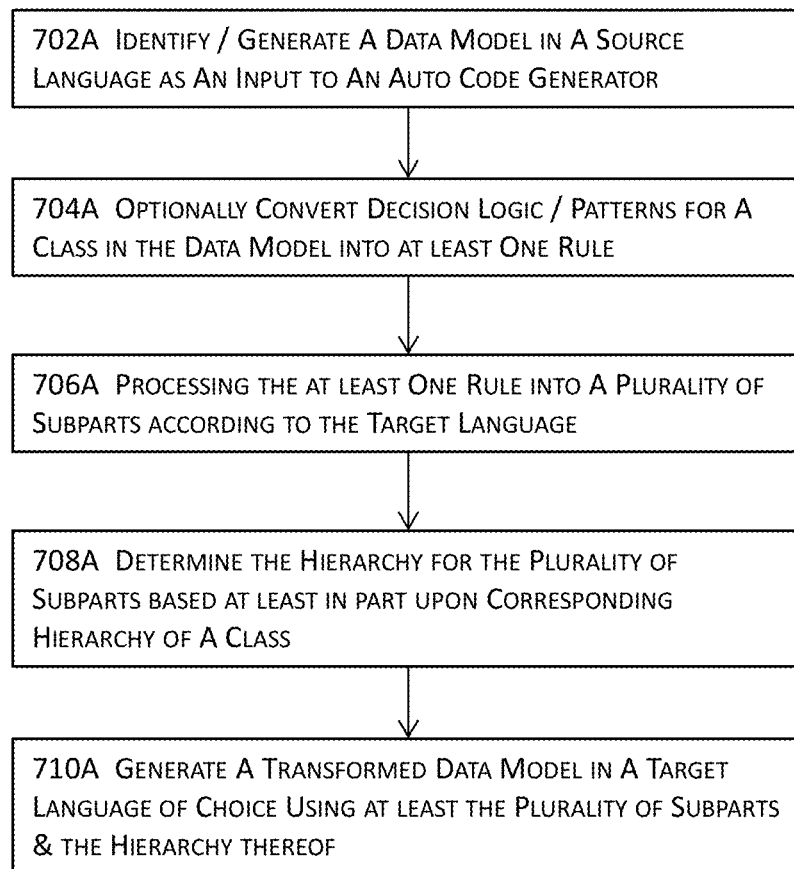 702A IDENTIFY / GENERATE A DATA MODEL IN A SOURCE
LANGUAGE AS AN INPUT TO AN AUTO CODE GENERATOR
704A OPTIONALLY CONVERT DECISION LOGIC / PATTERNS FOR A
CLASS IN THE DATA MODEL INTO AT LEAST ONE RULE
706A PROCESSING THE AT LEAST ONE RULE INTO A PLURALITY OF
SUBPARTS ACCORDING TO THE TARGET LANGUAGE
708A DETERMINE THE HIERARCHY FOR THE PLURALITY OF
SUBPARTS BASED AT LEAST IN PART UPON CORRESPONDING
HIERARCHY OF A CLASS
710A GENERATE A TRANSFORMED DATA MODEL IN A TARGET
LANGUAGE OF CHOICE USING AT LEAST THE PLURALITY OF SUBPARTS
& THE HIERARCHY THEREOF